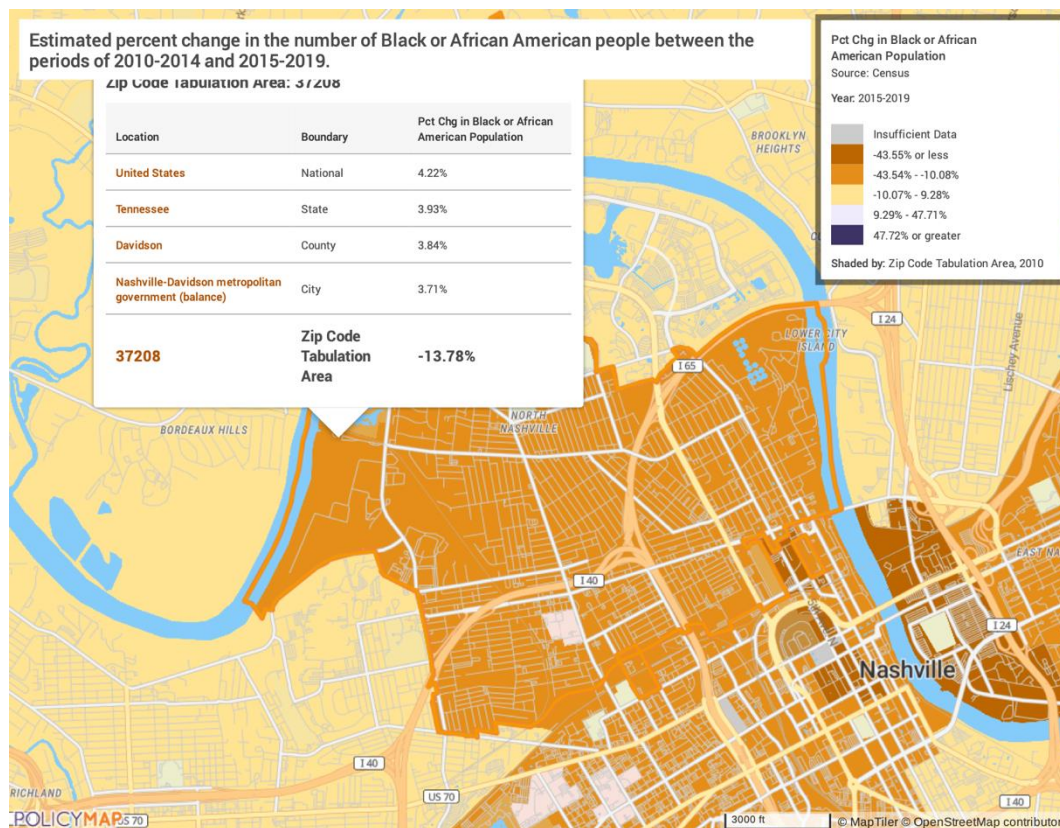 Estimated percent change in the number of Black or African American people between the
periods of 2010-2014 and 2015-2019.
Zip Code Tabulation Area: 37208
Location Boundary Pct Chg in Black or African
American Population
United States National 4.22%
Tennessee State 3.93%
Davidson County 3.84%
Nashville-Davidson metropolitan
government (balance) City 3.71%
37208 Zip Code
Tabulation
Area -13.78%
Pct Chg in Black or African
American Population
Source: Census
Year: 2015-2019
Insufficient Data
-43.55% or less
-43.54% - -10.08%
-10.07% - 9.28%
9.29% - 47.71%
47.72% or greater
Shaded by: Zip Code Tabulation Area, 2010
BROOKLYN
HEIGHTS
I 24
LOWER CITY
ISLAND
Lischey Avenue
I 65
NORTH
NASHVILLE
BORDEAUX HILLS
EAST NA
I 40
I 24
Nashville
I 40
RICHLAND
US 70
I 40
POLICYMAP
S 70
3000 ft
© MapTiler © OpenStreetMap contributo